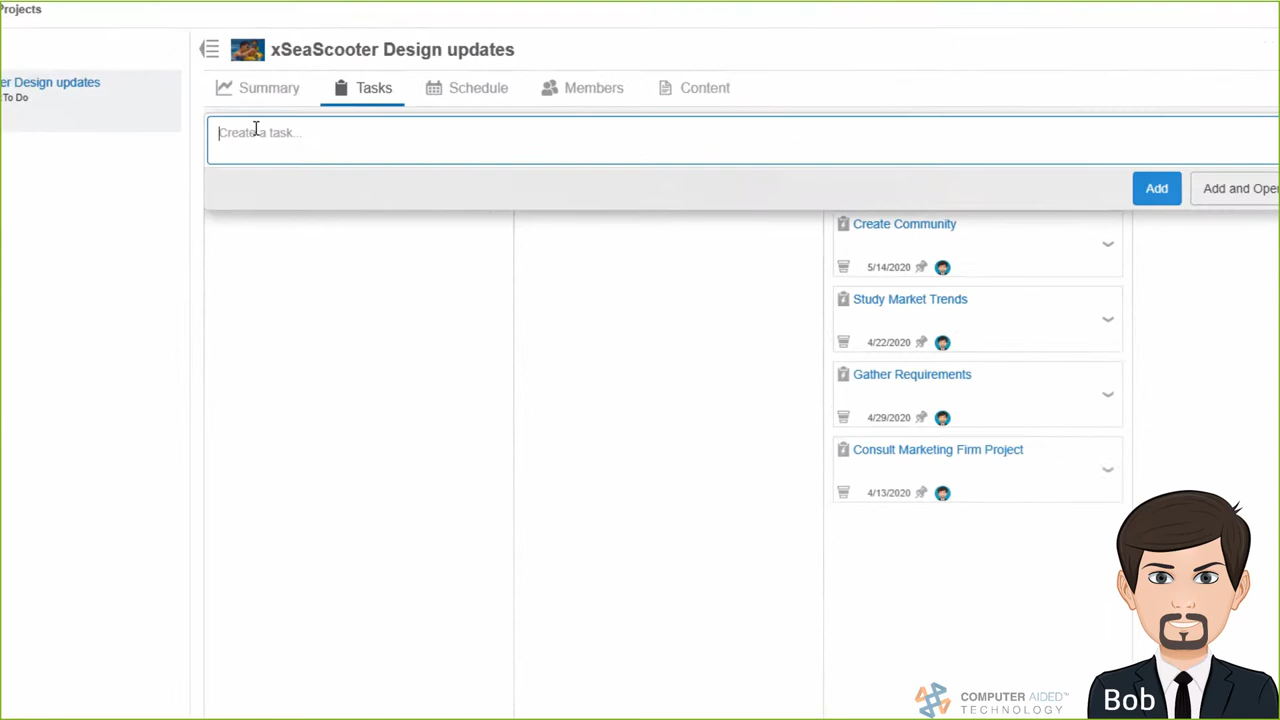 Projects
xSeaScooter Design updates
er Design updates
To Do
Summary
Tasks
Schedule
Members
Content
Create a task...
Add
Add and Open
Create Community
5/14/2020
Study Market Trends
4/22/2020
Gather Requirements
4/29/2020
Consult Marketing Firm Project
4/13/2020
COMPUTER AIDED™
TECHNOLOGY
Bob